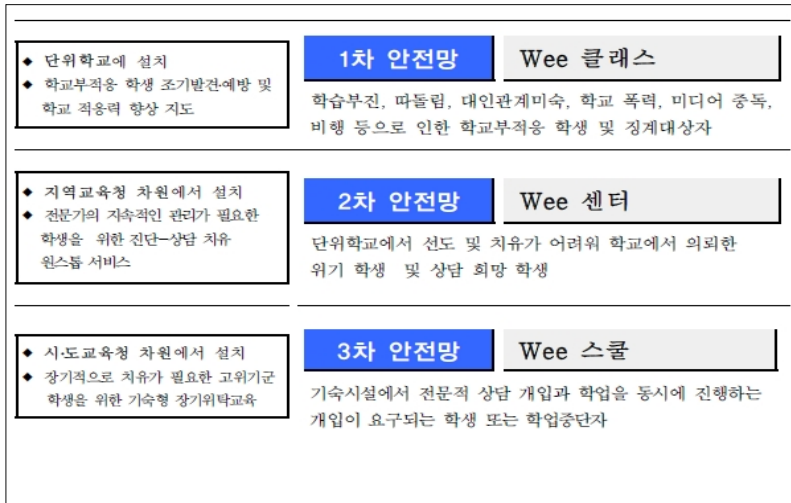 ◆ 단위학교에 설치
◆ 학교부적응 학생 조기발견·예방 및
학교 적응력 향상 지도
1차 안전망
Wee 클래스
학습부진, 따돌림, 대인관계미숙, 학교 폭력, 미디어 중독,
비행 등으로 인한 학교부적응 학생 및 징계대상자
◆ 지역교육청 차원에서 설치
◆ 전문가의 지속적인 관리가 필요한
학생을 위한 진단-상담 치유
원스톱 서비스
2차 안전망
Wee 센터
단위학교에서 선도 및 치유가 어려워 학교에서 의뢰한
위기 학생 및 상담 희망 학생
◆ 시·도교육청 차원에서 설치
◆ 장기적으로 치유가 필요한 고위기군
학생을 위한 기숙형 장기위탁교육
3차 안전망
Wee 스쿨
기숙시설에서 전문적 상담 개입과 학업을 동시에 진행하는
개입이 요구되는 학생 또는 학업중단자